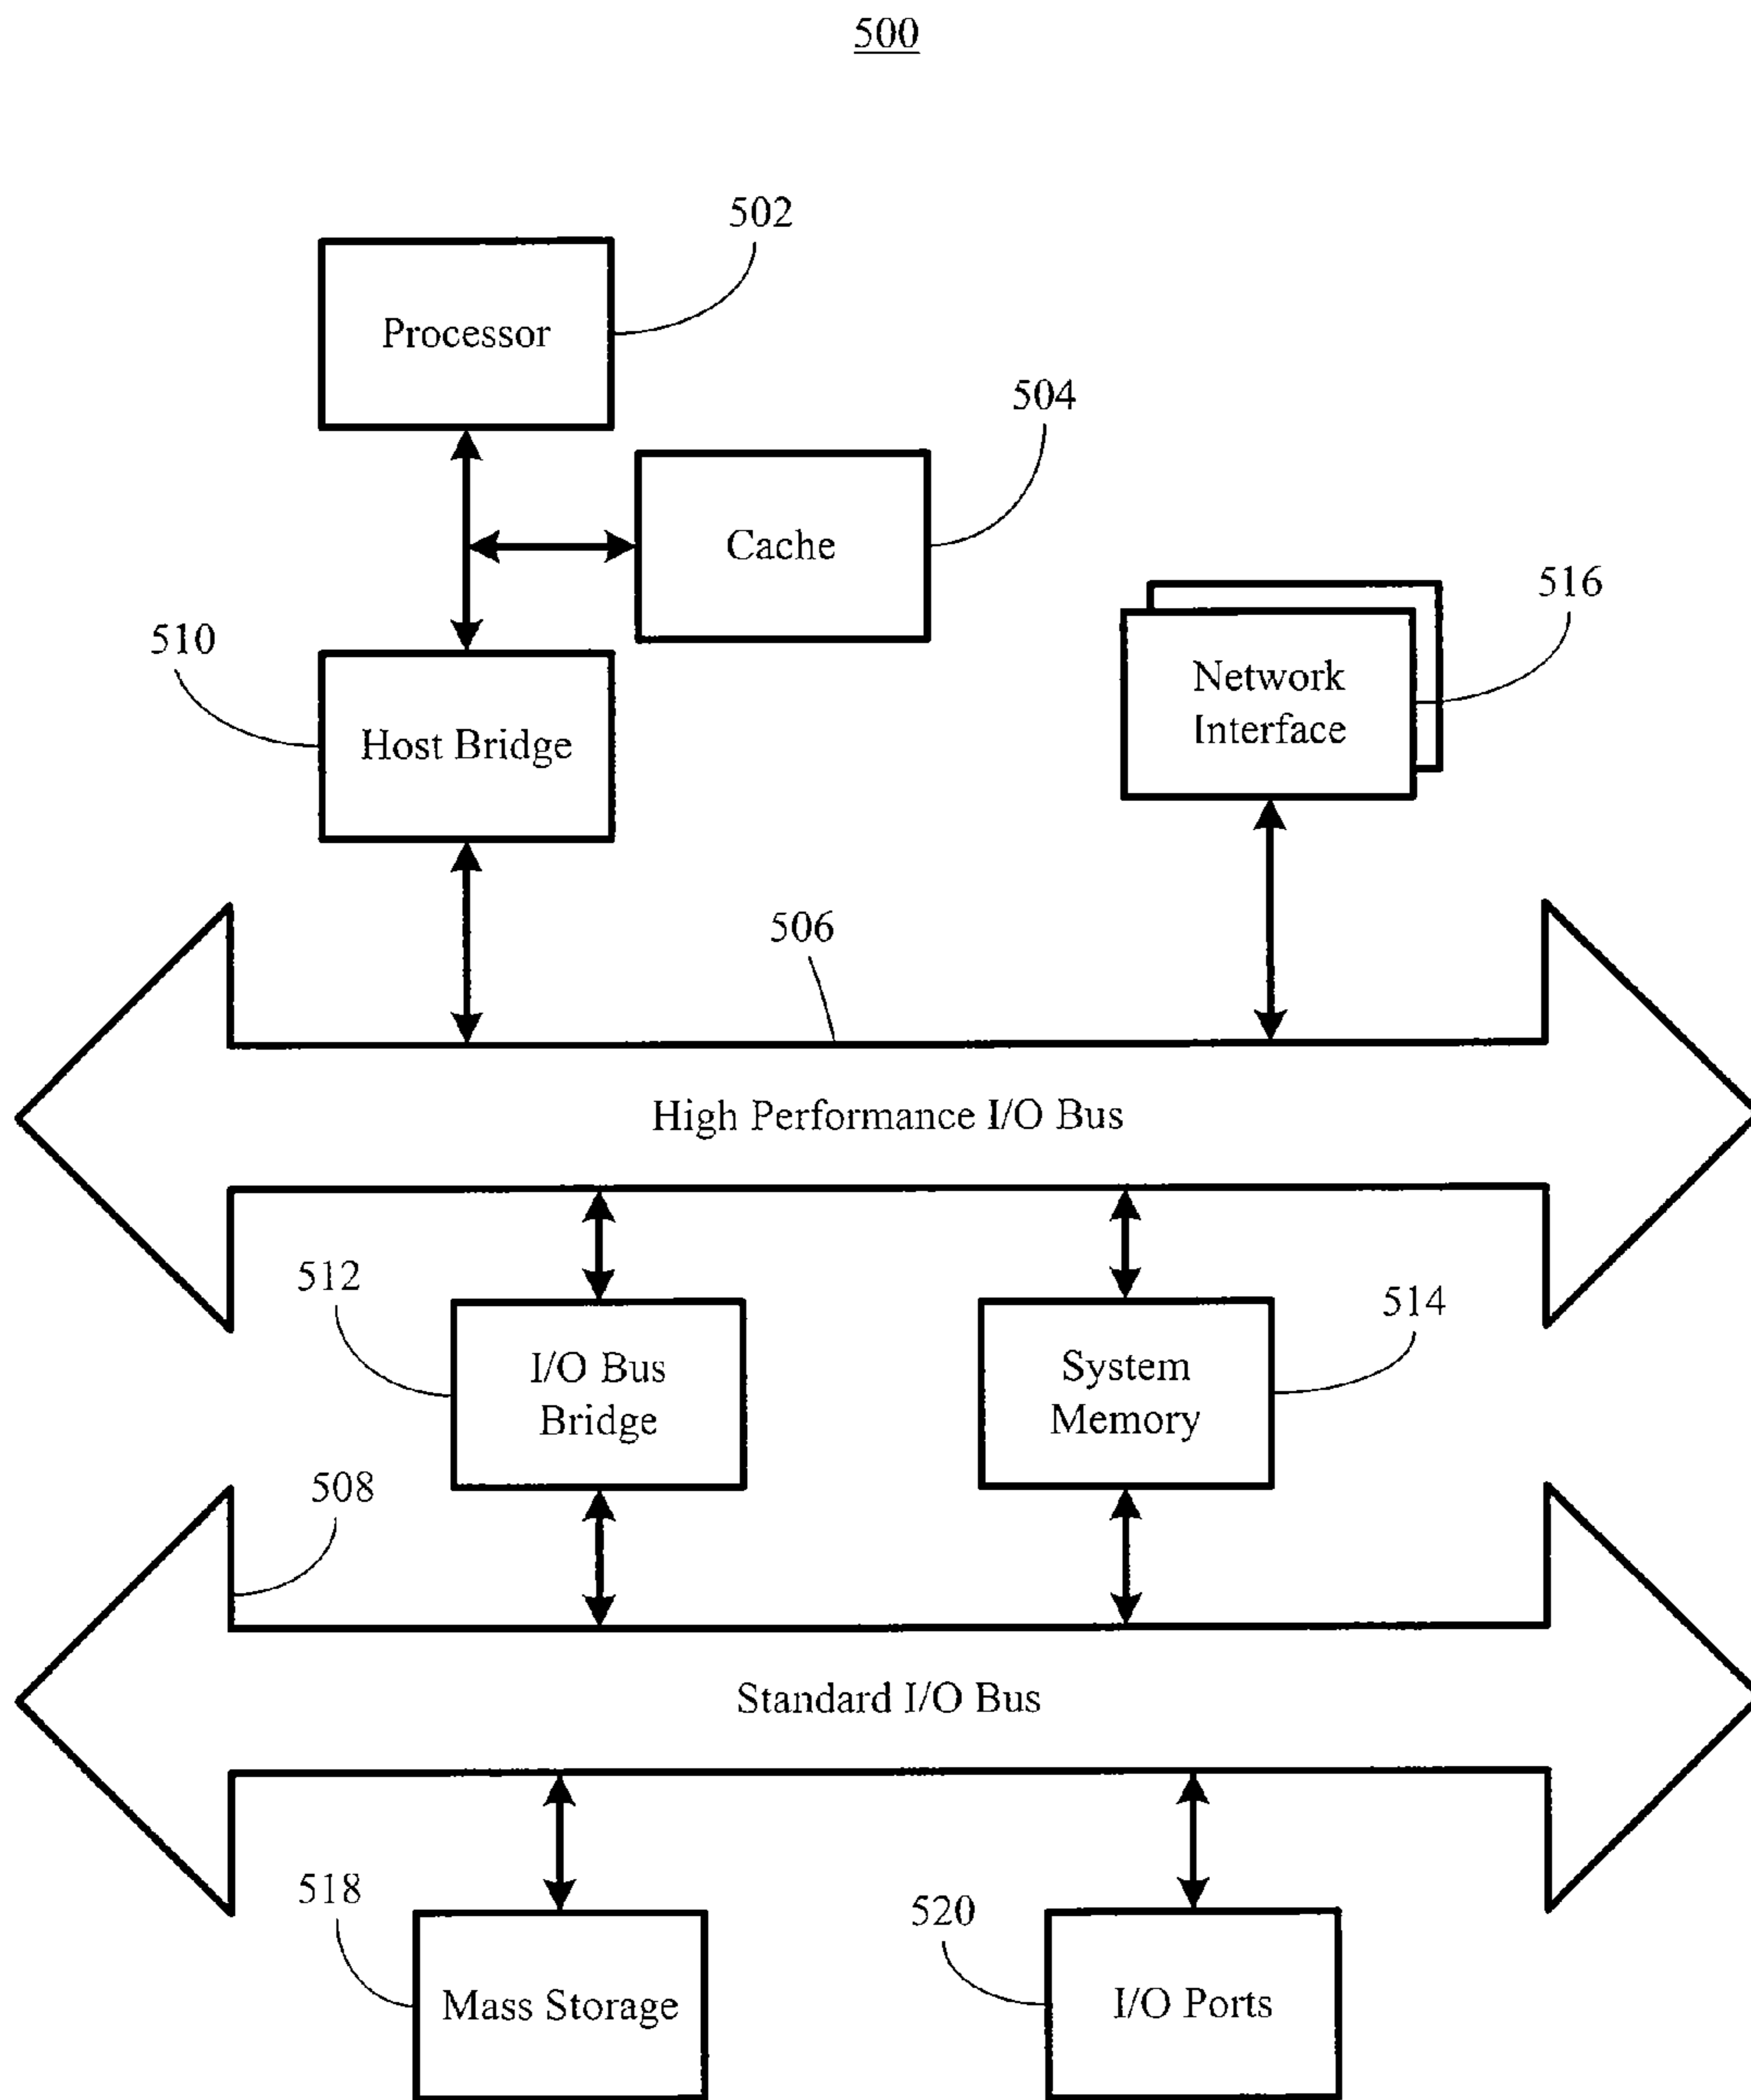 500
502
Processor
504
Cache
516
510
Network
Interface
Host Bridge
506
High Performance I/O Bus
512
514
I/O Bus
Bridge
System
Memory
508
Standard I/O Bus
518
520
Mass Storage
I/O Ports